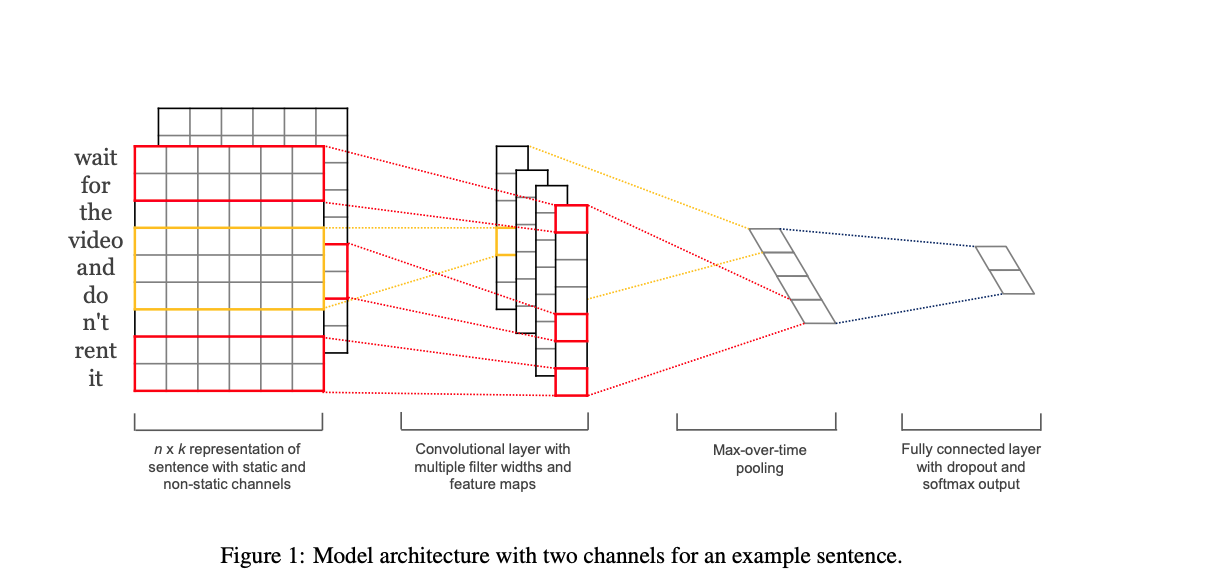 wait
for
the
video
and
do
n't
rent
it
n x k representation of
sentence with static and
non-static channels
Convolutional layer with
multiple filter widths and
feature maps
Max-over-time
pooling
Fully connected layer
with dropout and
softmax output
Figure 1: Model architecture with two channels for an example sentence.